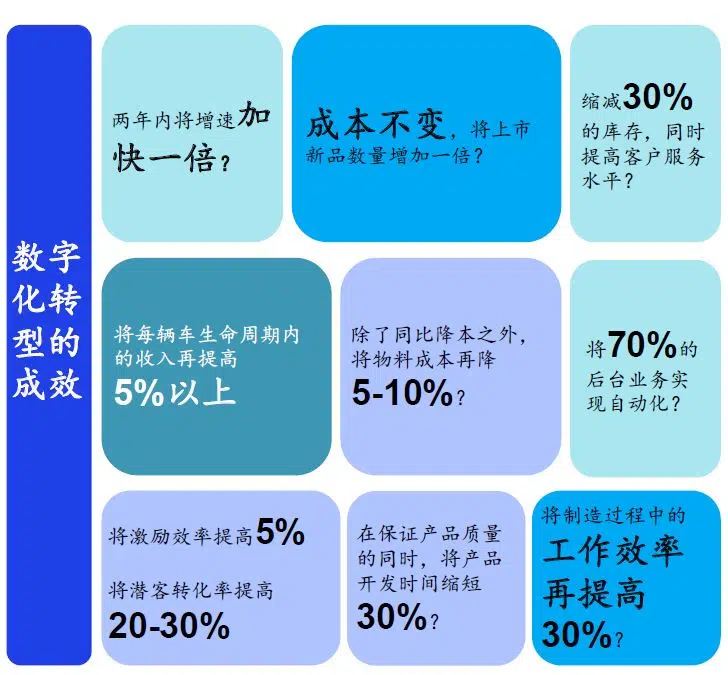 数字
化转
型的
成效
两年内将增速加
快一倍？
成本不变，将上市
新品数量增加一倍？
缩减30%
的库存，同时
提高客户服务
水平？
将每辆车生命周期内
的收入再提高
5%以上
除了同比降本之外，
将物料成本再降
5-10%？
将70%的
后台业务实
现自动化？
将激励效率提高5%
将潜客转化率提高
20-30%
在保证产品质量
的同时，将产品
开发时间缩短
30%？
将制造过程中的
工作效率
再提高
30%？